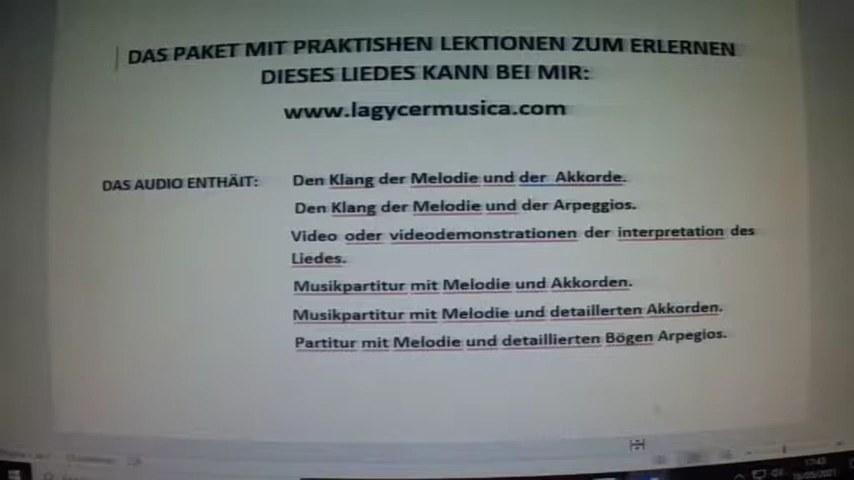 DAS PAKET MIT PRAKTISHEN LEKTIONEN ZUM ERLERNEN
DIESES LIEDES KANN BEI MIR:
www.lagycermusica.com
DAS AUDIO ENTHÄIT: Den Klang der Melodie und der Akkorde.
Den Klang der Melodie und der Arpeggios.
Video oder videodemonstrationen der interpretation des
Liedes.
Musikpartitur mit Melodie und Akkorden.
Musikpartitur mit Melodie und detaillerten Akkorden.
Partitur mit Melodie und detaillierten Bögen Arpegios.
17:43